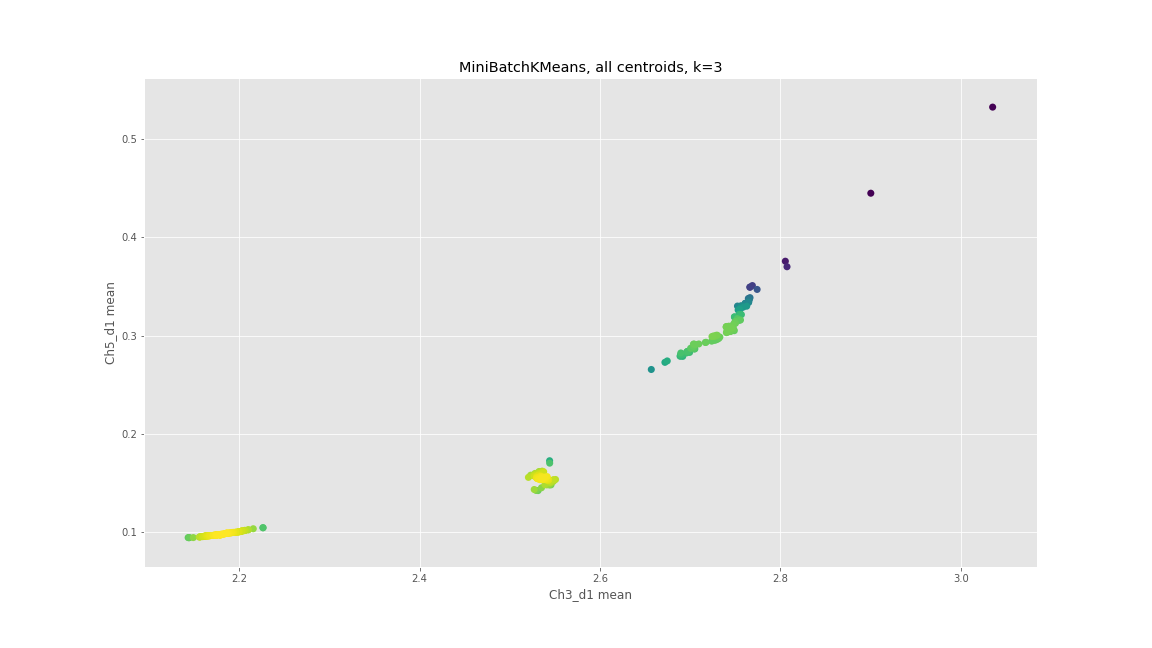 MiniBatchKMeans, all centroids, k=3
0.5
0.4
0.3
0.2
0.1
Ch5_d1 mean
2.2 2.4 2.6 2.8 3.0
Ch3_d1 mean